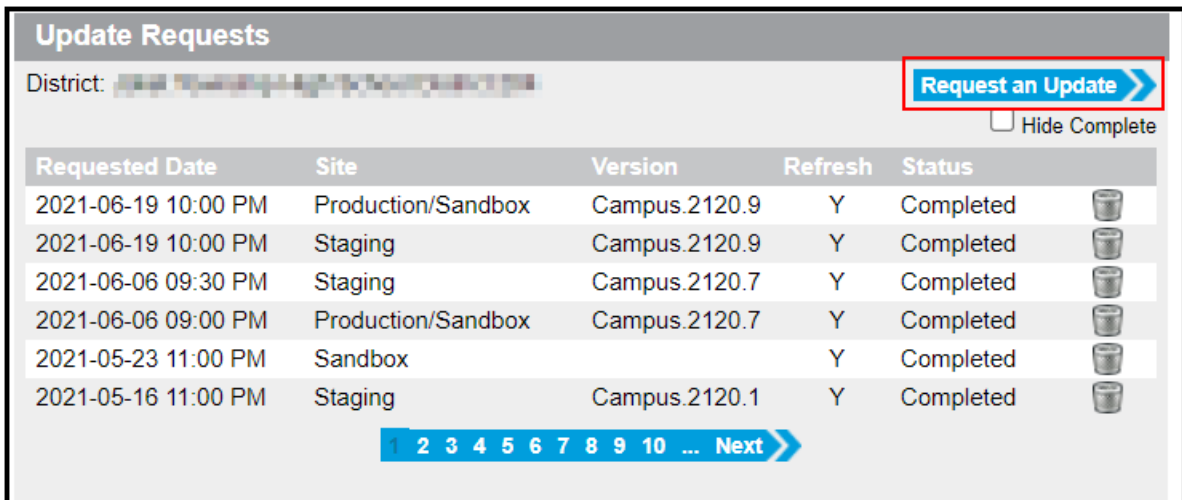 Update Requests
District:
Request an Update
Hide Complete
Requested Date Site Version Refresh Status
2021-06-19 10:00 PM Production/Sandbox Campus.2120.9 Y Completed
2021-06-19 10:00 PM Staging Campus.2120.9 Y Completed
2021-06-06 09:30 PM Staging Campus.2120.7 Y Completed
2021-06-06 09:00 PM Production/Sandbox Campus.2120.7 Y Completed
2021-05-23 11:00 PM Sandbox Y Completed
2021-05-16 11:00 PM Staging Campus.2120.1 Y Completed
1 2 3 4 5 6 7 8 9 10 ... Next